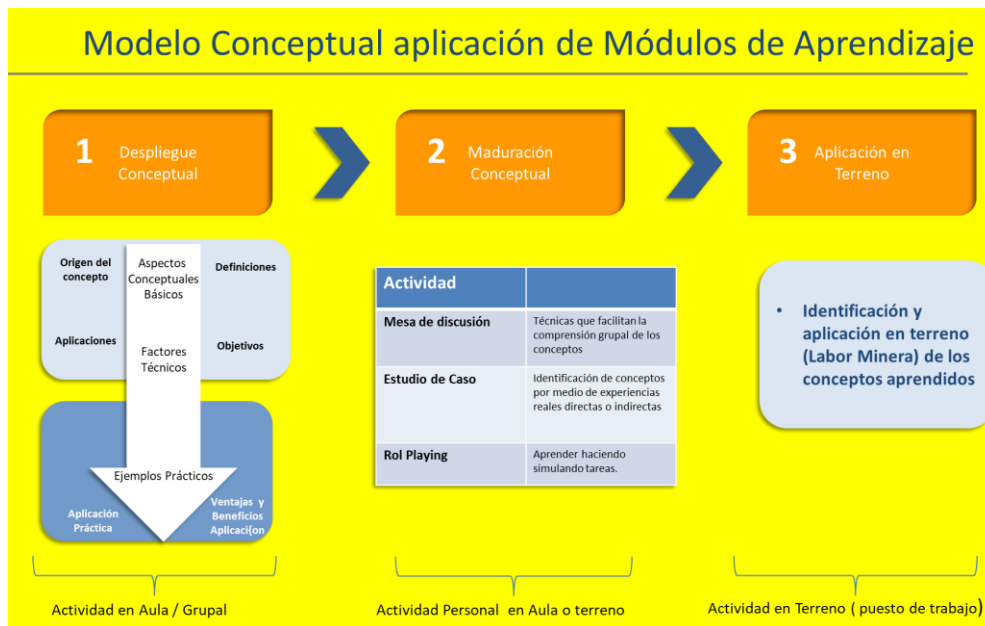 Modelo Conceptual aplicación de Módulos de Aprendizaje
1 Despliegue
Conceptual
2 Maduración
Conceptual
3 Aplicación en
Terreno
Origen del
concepto
Aspectos
Conceptuales
Básicos
Definiciones
Aplicaciones
Factores
Técnicos
Objetivos
Ejemplos Prácticos
Aplicación
Práctica
Ventajas y
Beneficios
Aplicaci{on
Actividad
Mesa de discusión
Técnicas que facilitan la
comprensión grupal de los
conceptos
Estudio de Caso
Identificación de conceptos
por medio de experiencias
reales directas o indirectas
Rol Playing
Aprender haciendo
simulando tareas.
• Identificación y
aplicación en terreno
(Labor Minera) de los
conceptos aprendidos
Actividad en Aula / Grupal
Actividad Personal en Aula o terreno
Actividad en Terreno ( puesto de trabajo)